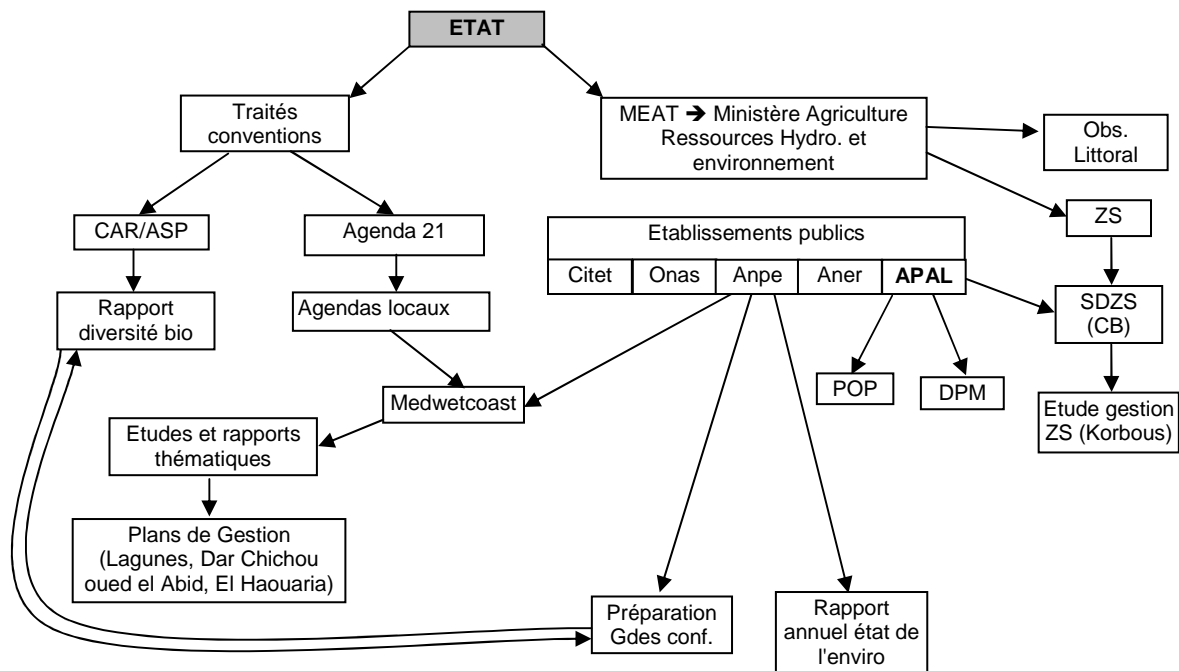 ETAT
Traités
conventions
MEAT ➔ Ministère Agriculture
Ressources Hydro. et
environnement
Obs.
Littoral
CAR/ASP
Agenda 21
Etablissements publics
Citet Onas Anpe Aner APAL
ZS
Rapport
diversité bio
Agendas locaux
SDZS
(CB)
Medwetcoast
POP
DPM
Etude gestion
ZS (Korbous)
Etudes et rapports
thématiques
Plans de Gestion
(Lagunes, Dar Chichou
oued el Abid, El Haouaria)
Préparation
Gdes conf.
Rapport
annuel état de
l'enviro